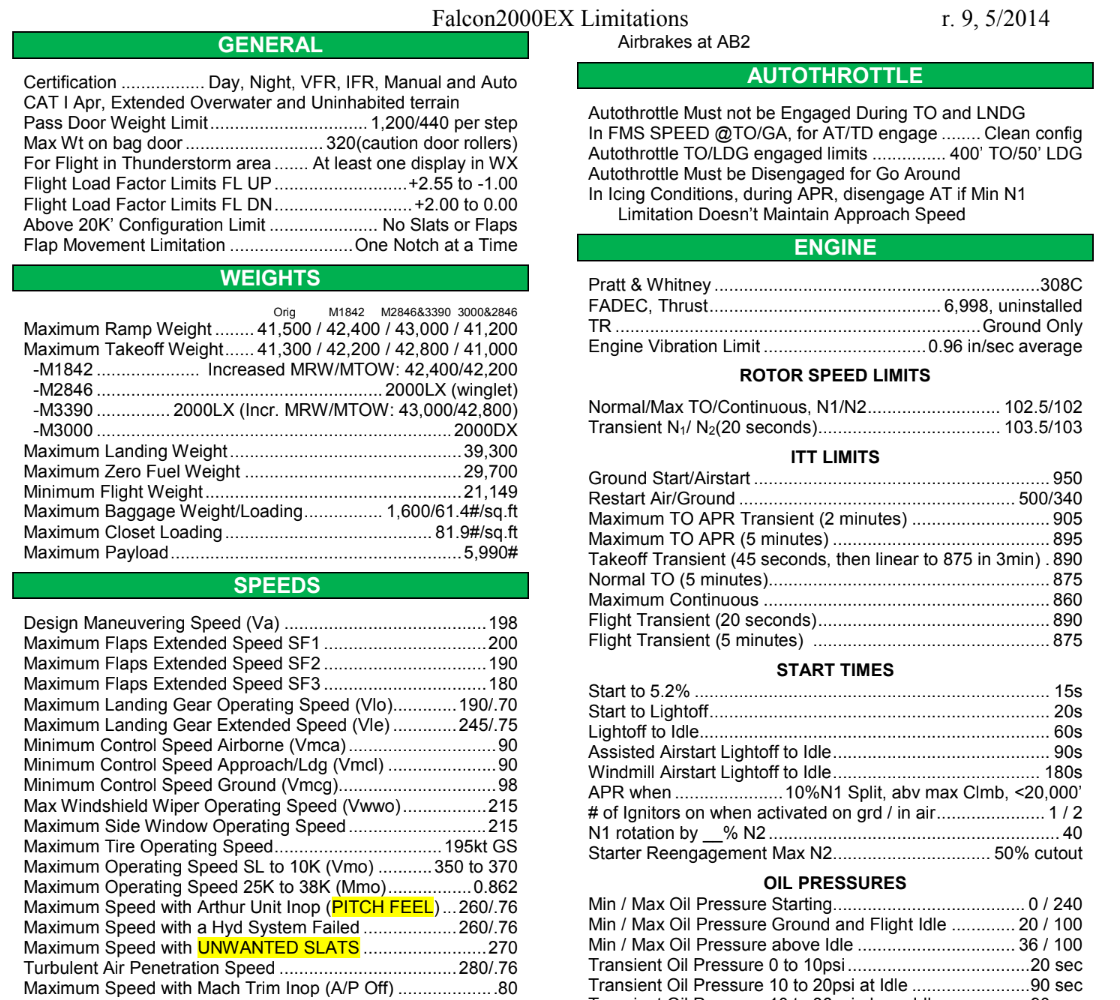 Falcon2000EX Limitations r. 9, 5/2014
GENERAL
Certification ................. Day, Night, VFR, IFR, Manual and Auto
CAT I Apr, Extended Overwater and Uninhabited terrain
Pass Door Weight Limit................................ 1,200/440 per step
Max Wt on bag door............................ 320(caution door rollers)
For Flight in Thunderstorm area ....... At least one display in WX
Flight Load Factor Limits FL UP ...........................+2.55 to -1.00
Flight Load Factor Limits FL DN...........................+2.00 to 0.00
Above 20K' Configuration Limit ...................... No Slats or Flaps
Flap Movement Limitation .........................One Notch at a Time
WEIGHTS
Orig M1842 M2846&3390 3000&2846
Maximum Ramp Weight ........ 41,500 / 42,400 / 43,000 / 41,200
Maximum Takeoff Weight...... 41,300 / 42,200 / 42,800 / 41,000
-M1842 ..................... Increased MRW/MTOW: 42,400/42,200
-M2846 .......................................................... 2000LX (winglet)
-M3390 ............... 2000LX (Incr. MRW/MTOW: 43,000/42,800)
-M3000 ........................................................................ 2000DX
Maximum Landing Weight.....................................................39,300
Maximum Zero Fuel Weight .................................................29,700
Minimum Flight Weight....................................................21,149
Maximum Baggage Weight/Loading................ 1,600/61.4#/sq.ft
Maximum Closet Loading.......................................... 81.9#/sq.ft
Maximum Payload...........................................................5,990#
SPEEDS
Design Maneuvering Speed (Va) ......................................... 198
Maximum Flaps Extended Speed SF1 .................................200
Maximum Flaps Extended Speed SF2 ................................. 190
Maximum Flaps Extended Speed SF3 ................................. 180
Maximum Landing Gear Operating Speed (Vlo)............190/.70
Maximum Landing Gear Extended Speed (Vle) .............245/.75
Minimum Control Speed Airborne (Vmca)..............................90
Minimum Control Speed Approach/Ldg (Vmcl) ......................90
Minimum Control Speed Ground (Vmcg)................................98
Max Windshield Wiper Operating Speed (Vwwo).................215
Maximum Side Window Operating Speed............................215
Maximum Tire Operating Speed...................................195kt GS
Maximum Operating Speed SL to 10K (Vmo) ...........350 to 370
Maximum Operating Speed 25K to 38K (Mmo).................0.862
Maximum Speed with Arthur Unit Inop (PITCH FEEL)...260/.76
Maximum Speed with a Hyd System Failed ...................260/.76
Maximum Speed with UNWANTED SLATS ..........................270
Turbulent Air Penetration Speed ....................................280/.76
Maximum Speed with Mach Trim Inop (A/P Off) ...................80
Airbrakes at AB2
AUTOTHROTTLE
Autothrottle Must not be Engaged During TO and LNDG
In FMS SPEED @TO/GA, for AT/TD engage ........ Clean config
Autothrottle TO/LDG engaged limits ............... 400' TO/50' LDG
Autothrottle Must be Disengaged for Go Around
In Icing Conditions, during APR, disengage AT if Min N1
Limitation Doesn't Maintain Approach Speed
ENGINE
Pratt & Whitney ..................................................................308C
FADEC, Thrust............................................... 6,998, uninstalled
TR ..........................................................................Ground Only
Engine Vibration Limit .................................0.96 in/sec average
ROTOR SPEED LIMITS
Normal/Max TO/Continuous, N1/N2........................... 102.5/102
Transient N1/ N2(20 seconds)..................................... 103.5/103
ITT LIMITS
Ground Start/Airstart ............................................................ 950
Restart Air/Ground ........................................................ 500/340
Maximum TO APR Transient (2 minutes) ............................ 905
Maximum TO APR (5 minutes) ............................................ 895
Takeoff Transient (45 seconds, then linear to 875 in 3min) . 890
Normal TO (5 minutes)......................................................... 875
Maximum Continuous .......................................................... 860
Flight Transient (20 seconds)............................................... 890
Flight Transient (5 minutes) ................................................. 875
START TIMES
Start to 5.2% ........................................................................ 15s
Start to Lightoff..................................................................... 20s
Lightoff to Idle....................................................................... 60s
Assisted Airstart Lightoff to Idle............................................ 90s
Windmill Airstart Lightoff to Idle.......................................... 180s
APR when ......................10%N1 Split, abv max Clmb, <20,000'
# of Ignitors on when activated on grd / in air...................... 1 / 2
N1 rotation by __% N2 ........................................................... 40
Starter Reengagement Max N2................................ 50% cutout
OIL PRESSURES
Min / Max Oil Pressure Starting....................................... 0 / 240
Min / Max Oil Pressure Ground and Flight Idle ............. 20 / 100
Min / Max Oil Pressure above Idle ................................ 36 / 100
Transient Oil Pressure 0 to 10psi.....................................20 sec
Transient Oil Pressure 10 to 20psi at Idle ........................90 sec